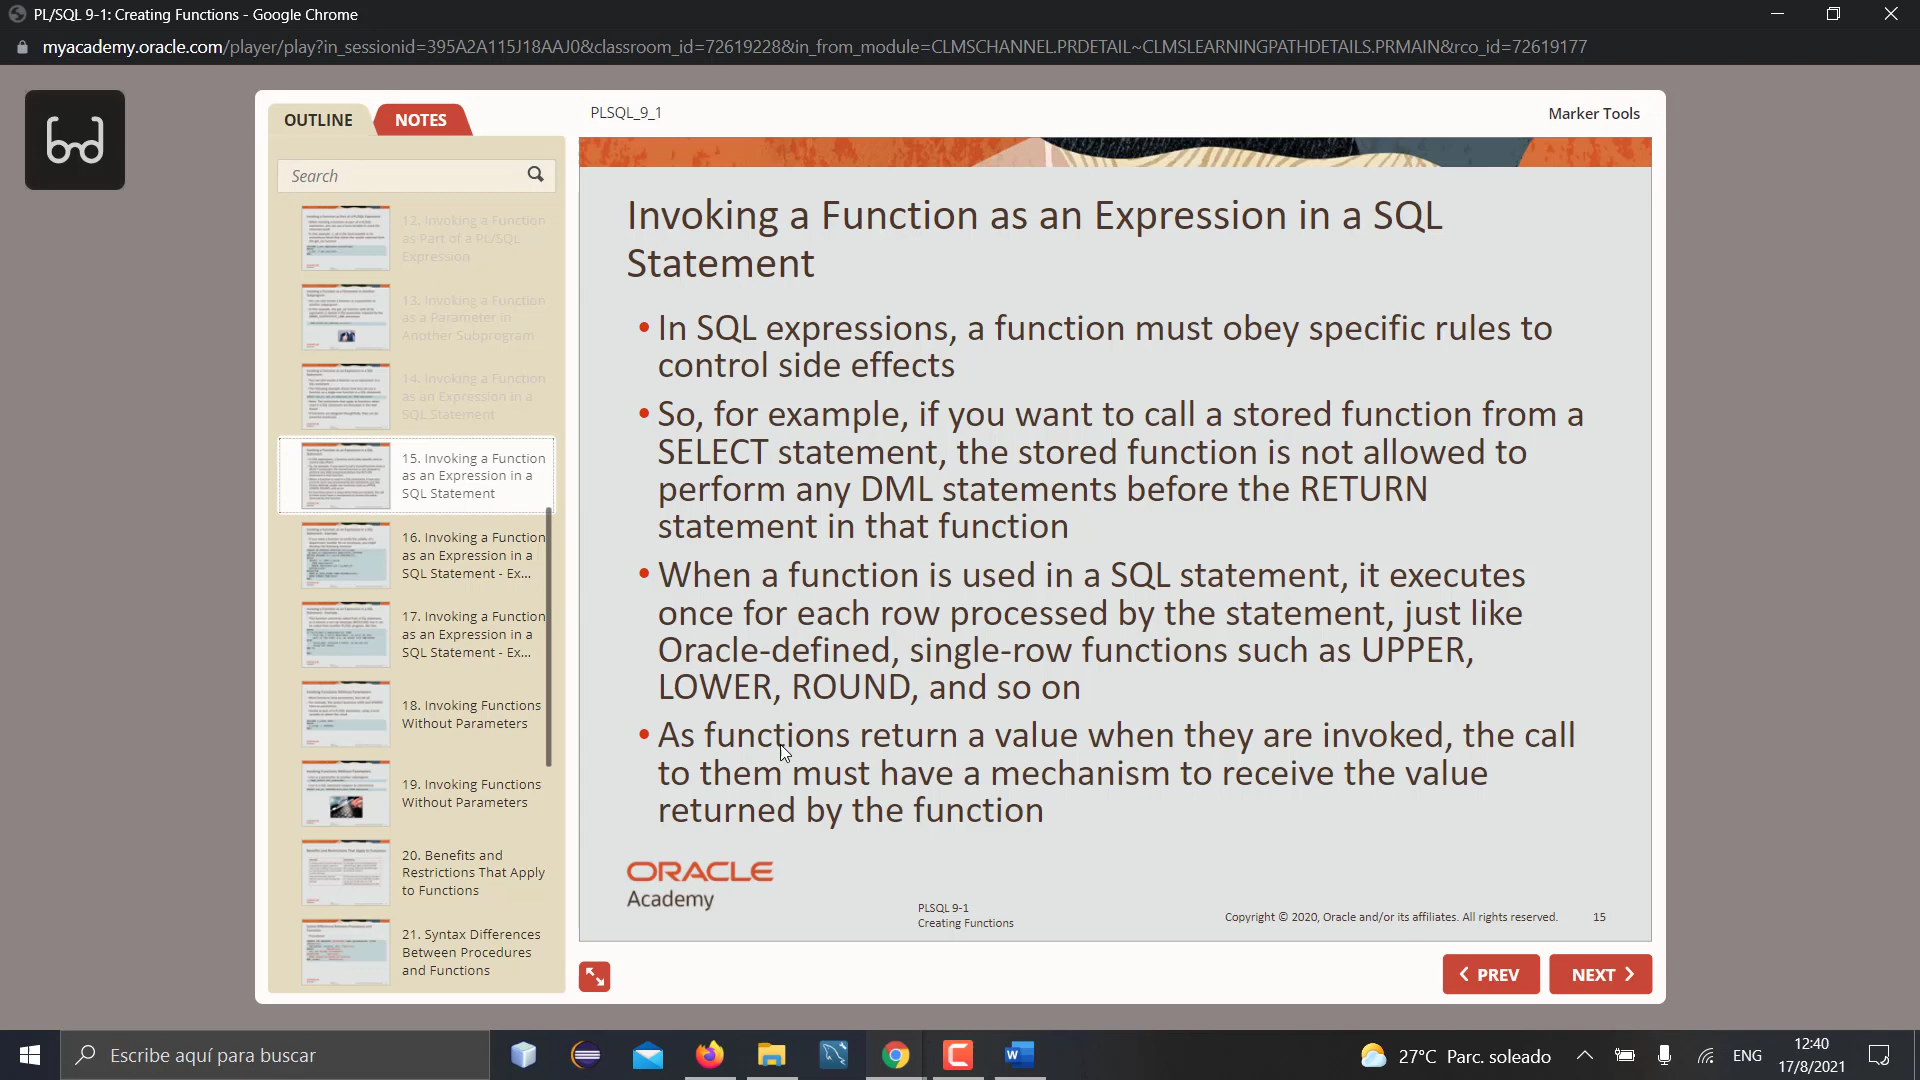 PL/SQL 9-1: Creating Functions - Google Chrome
myacademy.oracle.com/player/play?in_sessionid=395A2A115J18AAJ0&classroom_id=72619228&in_from_module=CLMSCHANNEL.PRDETAIL~CLMSLEARNINGPATHDETAILS.PRMAIN&rco_id=72619177
OUTLINE
NOTES
PLSQL_9_1
Marker Tools
Search
12. Invoking a Function
as Part of a PL/SQL
Expression
13. Invoking a Function
as a Parameter in
Another Subprogram
14. Invoking a Function
as an Expression in a
SQL Statement
15. Invoking a Function
as an Expression in a
SQL Statement
16. Invoking a Function
as an Expression in a
SQL Statement - Ex...
17. Invoking a Function
as an Expression in a
SQL Statement - Ex...
18. Invoking Functions
Without Parameters
19. Invoking Functions
Without Parameters
20. Benefits and
Restrictions That Apply
to Functions
21. Syntax Differences
Between Procedures
and Functions
Invoking a Function as an Expression in a SQL
Statement
• In SQL expressions, a function must obey specific rules to
control side effects
• So, for example, if you want to call a stored function from a
SELECT statement, the stored function is not allowed to
perform any DML statements before the RETURN
statement in that function
• When a function is used in a SQL statement, it executes
once for each row processed by the statement, just like
Oracle-defined, single-row functions such as UPPER,
LOWER, ROUND, and so on
• As functions return a value when they are invoked, the call
to them must have a mechanism to receive the value
returned by the function
ORACLE
Academy
PLSQL 9-1
Creating Functions
Copyright © 2020, Oracle and/or its affiliates. All rights reserved.
15
PREV
NEXT
Escribe aquí para buscar
27°C Parc. soleado
ENG
12:40
17/8/2021